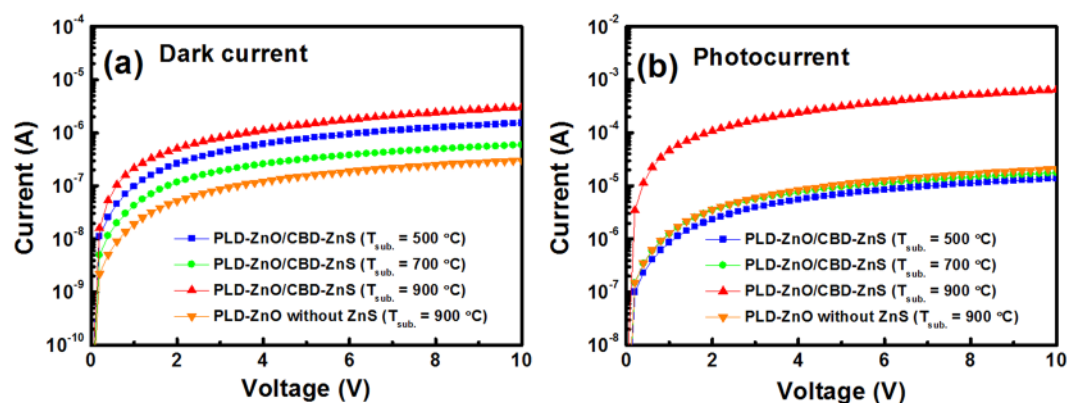 (a) Dark current
Current (A)
10⁻⁴
10⁻⁵
10⁻⁶
10⁻⁷
10⁻⁸
10⁻⁹
10⁻¹⁰
PLD-ZnO/CBD-ZnS (Tsub. = 500 °C)
PLD-ZnO/CBD-ZnS (Tsub. = 700 °C)
PLD-ZnO/CBD-ZnS (Tsub. = 900 °C)
PLD-ZnO without ZnS (Tsub. = 900 °C)
0 2 4 6 8 10
Voltage (V)
(b) Photocurrent
Current (A)
10⁻²
10⁻³
10⁻⁴
10⁻⁵
10⁻⁶
10⁻⁷
10⁻⁸
PLD-ZnO/CBD-ZnS (Tsub. = 500 °C)
PLD-ZnO/CBD-ZnS (Tsub. = 700 °C)
PLD-ZnO/CBD-ZnS (Tsub. = 900 °C)
PLD-ZnO without ZnS (Tsub. = 900 °C)
0 2 4 6 8 10
Voltage (V)